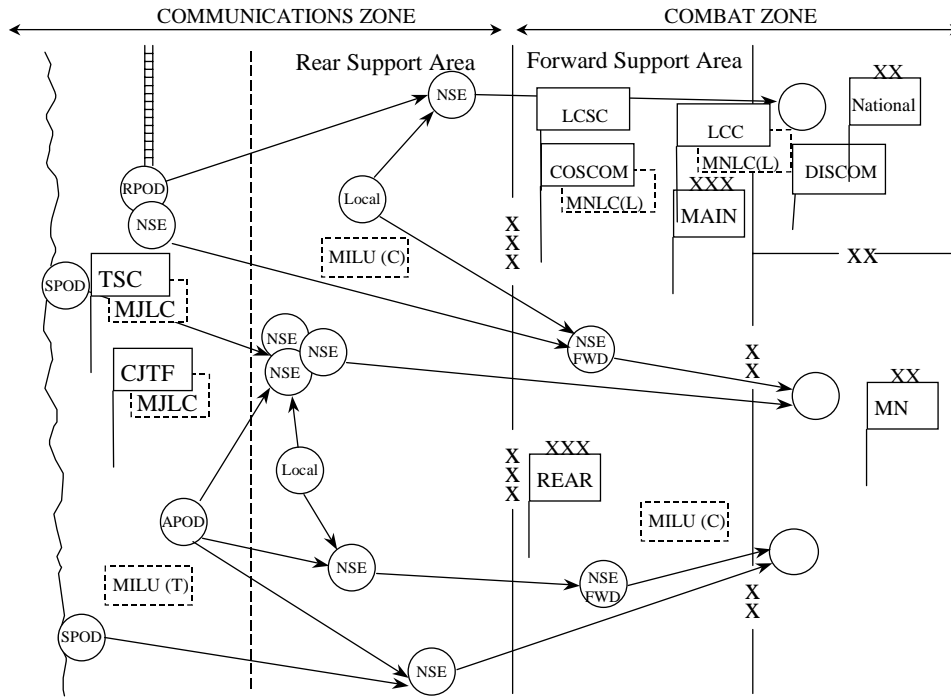 COMMUNICATIONS ZONE
COMBAT ZONE
Rear Support Area
Forward Support Area
XX
National
NSE
LCSC
LCC
MNLC(L)
COSCOM
MNLC(L)
DISCOM
XXX
MAIN
RPOD
NSE
Local
MILU (C)
X
X
X
XX
SPOD
TSC
MJLC
NSE
NSE
NSE
NSE
FWD
X
X
CJTF
MJLC
XX
MN
Local
X
X
X
XXX
REAR
APOD
MILU (C)
NSE
MILU (T)
NSE
FWD
X
X
SPOD
NSE